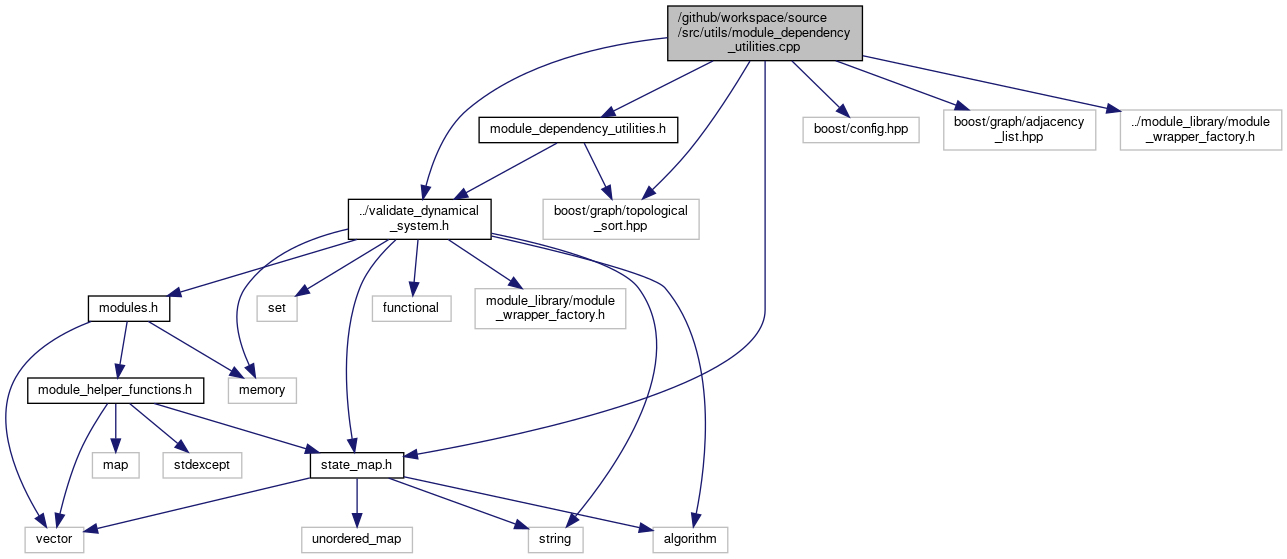 /github/workspace/source
/src/utils/module_dependency
_utilities.cpp
module_dependency_utilities.h
boost/config.hpp
boost/graph/adjacency
_list.hpp
../module_library/module
_wrapper_factory.h
../validate_dynamical
_system.h
boost/graph/topological
_sort.hpp
modules.h
set
functional
module_library/module
_wrapper_factory.h
module_helper_functions.h
memory
map
stdexcept
state_map.h
vector
unordered_map
string
algorithm